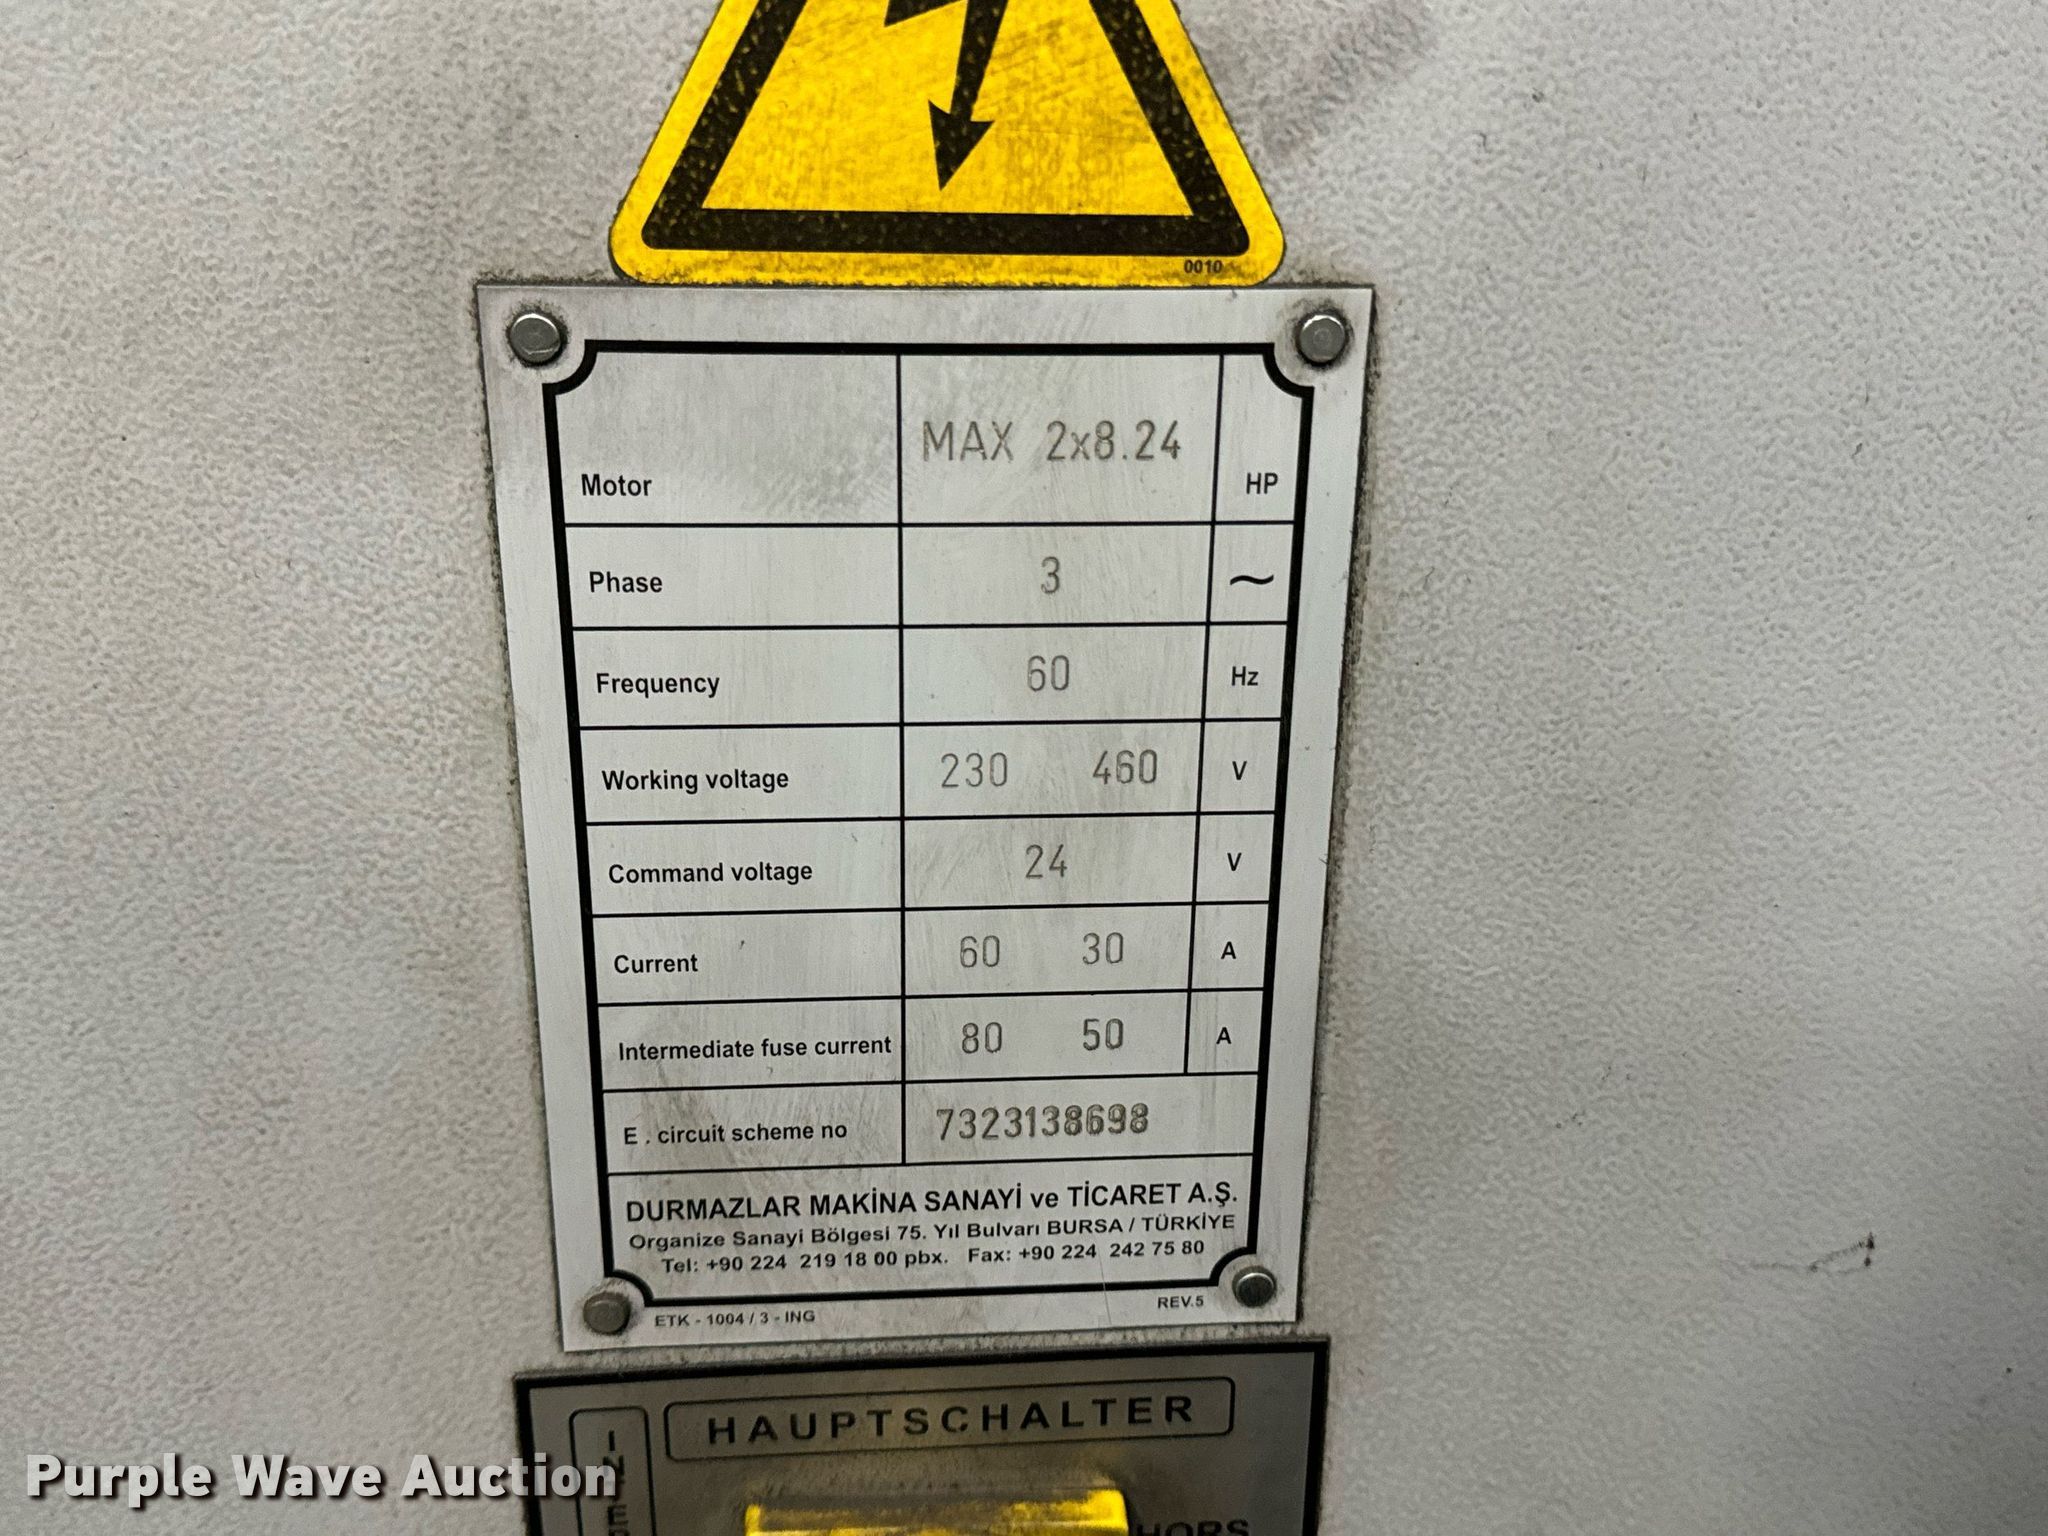 0010
MAX 2x8.24
Motor HP
Phase 3 ~
Frequency 60 Hz
Working voltage 230 460 V
Command voltage 24 V
Current 60 30 A
Intermediate fuse current 80 50 A
E . circuit scheme no 7323138698
DURMAZLAR MAKİNA SANAYİ ve TİCARET A.Ş.
Organize Sanayi Bölgesi 75. Yıl Bulvarı BURSA / TÜRKİYE
Tel: +90 224 219 18 00 pbx. Fax: +90 224 242 75 80
ETK - 1004 / 3 - ING REV.5
HAUPTSCHALTER
HORS
Purple Wave Auction